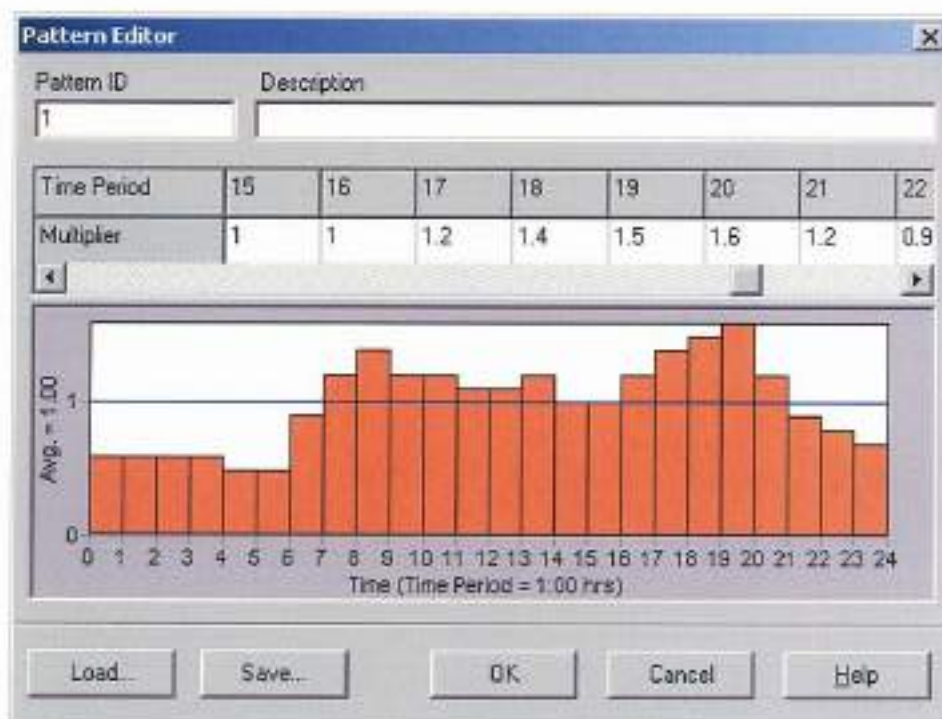 Pattern Editor
Pattern ID Description
1
Time Period 15 16 17 18 19 20 21 22
Multiplier 1 1 1.2 1.4 1.5 1.6 1.2 0.9
Avg. = 1.00
1
0
0 1 2 3 4 5 6 7 8 9 10 11 12 13 14 15 16 17 18 19 20 21 22 23 24
Time (Time Period = 1:00 hrs)
Load... Save... OK Cancel Help